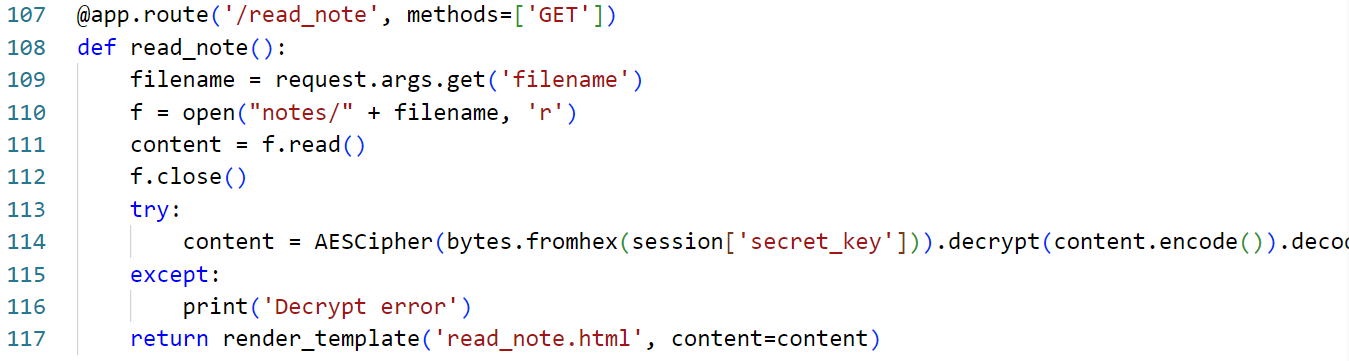 107 @app.route('/read_note', methods=['GET'])
108 def read_note():
109     filename = request.args.get('filename')
110     f = open("notes/" + filename, 'r')
111     content = f.read()
112     f.close()
113     try:
114         content = AESCipher(bytes.fromhex(session['secret_key'])).decrypt(content.encode()).deco
115     except:
116         print('Decrypt error')
117     return render_template('read_note.html', content=content)